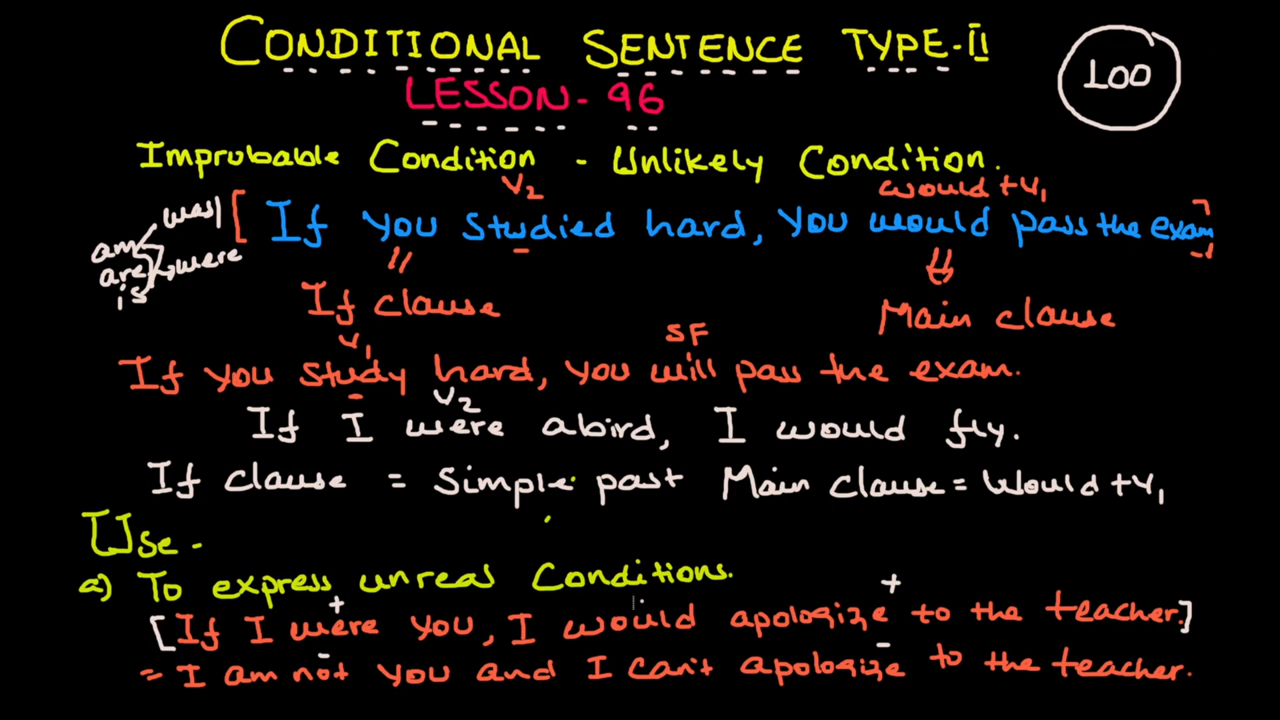 CONDITIONAL SENTENCE TYPE-II
100
LESSON-96
Improbable Condition - Unlikely Condition.
V2 would+V1
am was
are were
is
[If you studied hard, you would pass the exam]
If clause Main clause
V1 SF
If you study hard, you will pass the exam.
V2
If I were a bird, I would fly.
If clause = Simple past Main clause = Would +V1
Use -
a) To express unreal Conditions.
+ +
[If I were you, I would apologize to the teacher.]
- -
= I am not you and I can't apologize to the teacher.